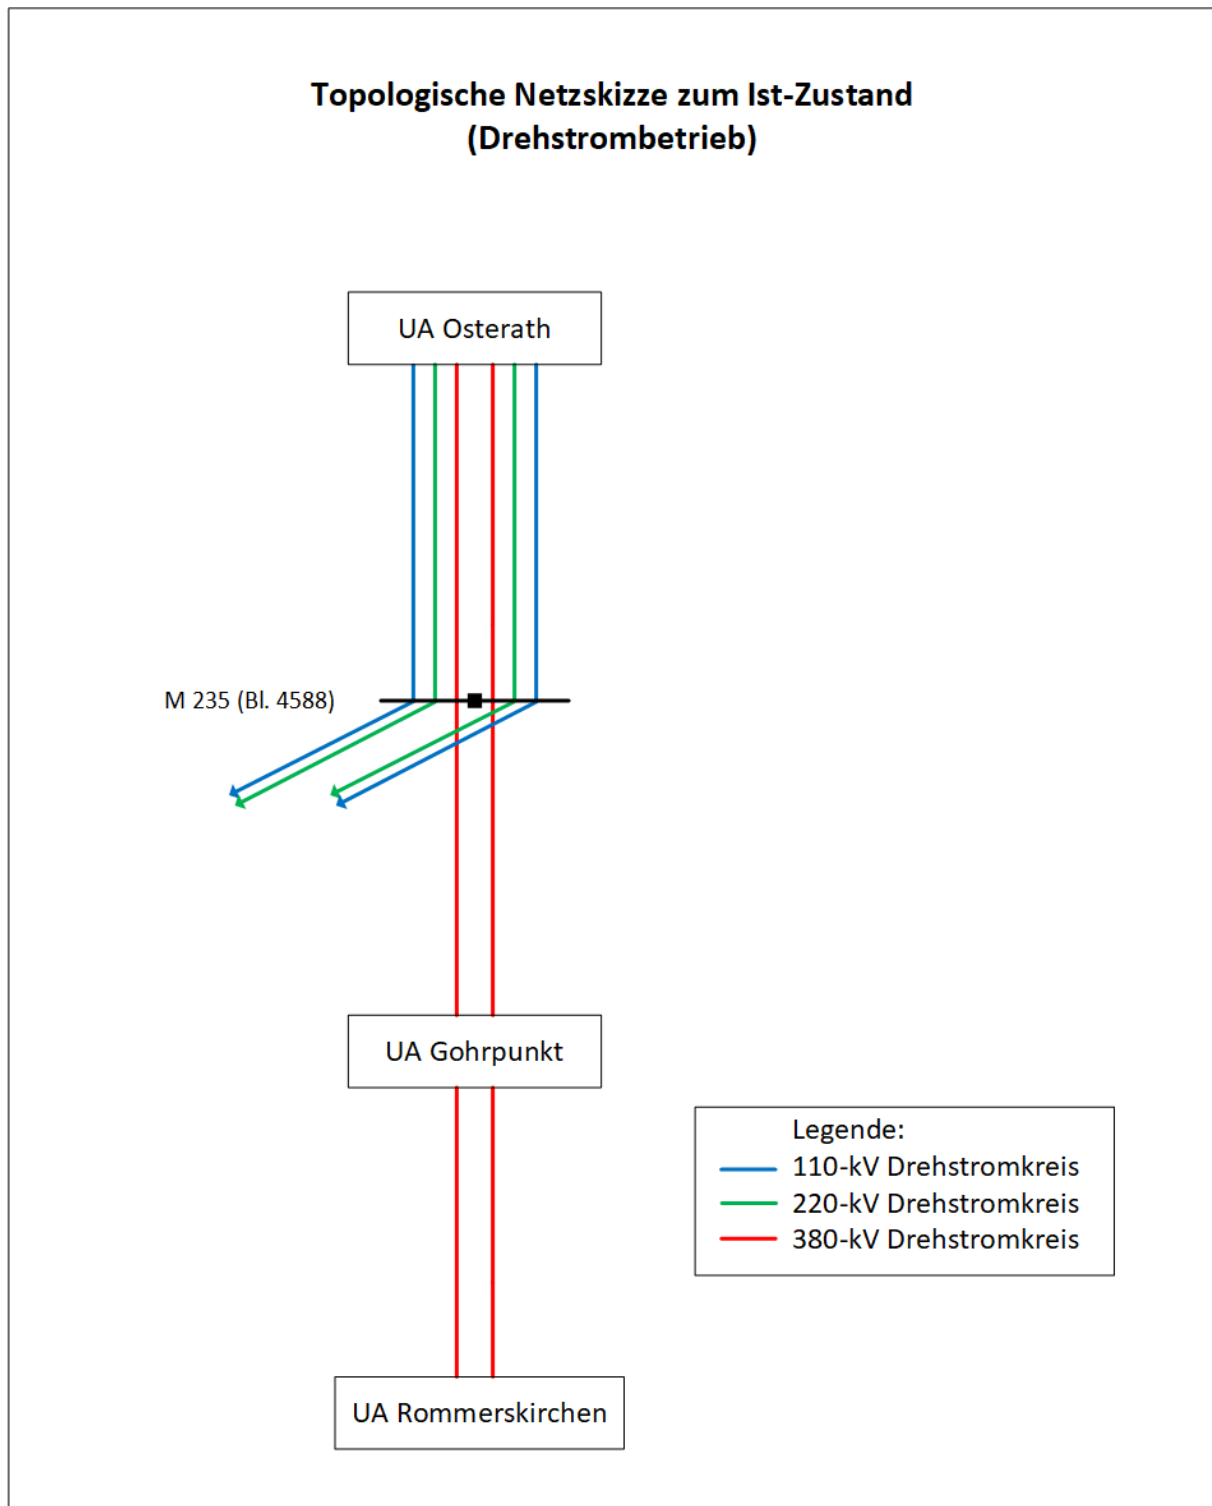 Topologische Netzskizze zum Ist-Zustand
(Drehstrombetrieb)
UA Osterath
M 235 (Bl. 4588)
UA Gohrpunkt
Legende:
110-kV Drehstromkreis
220-kV Drehstromkreis
380-kV Drehstromkreis
UA Rommerskirchen